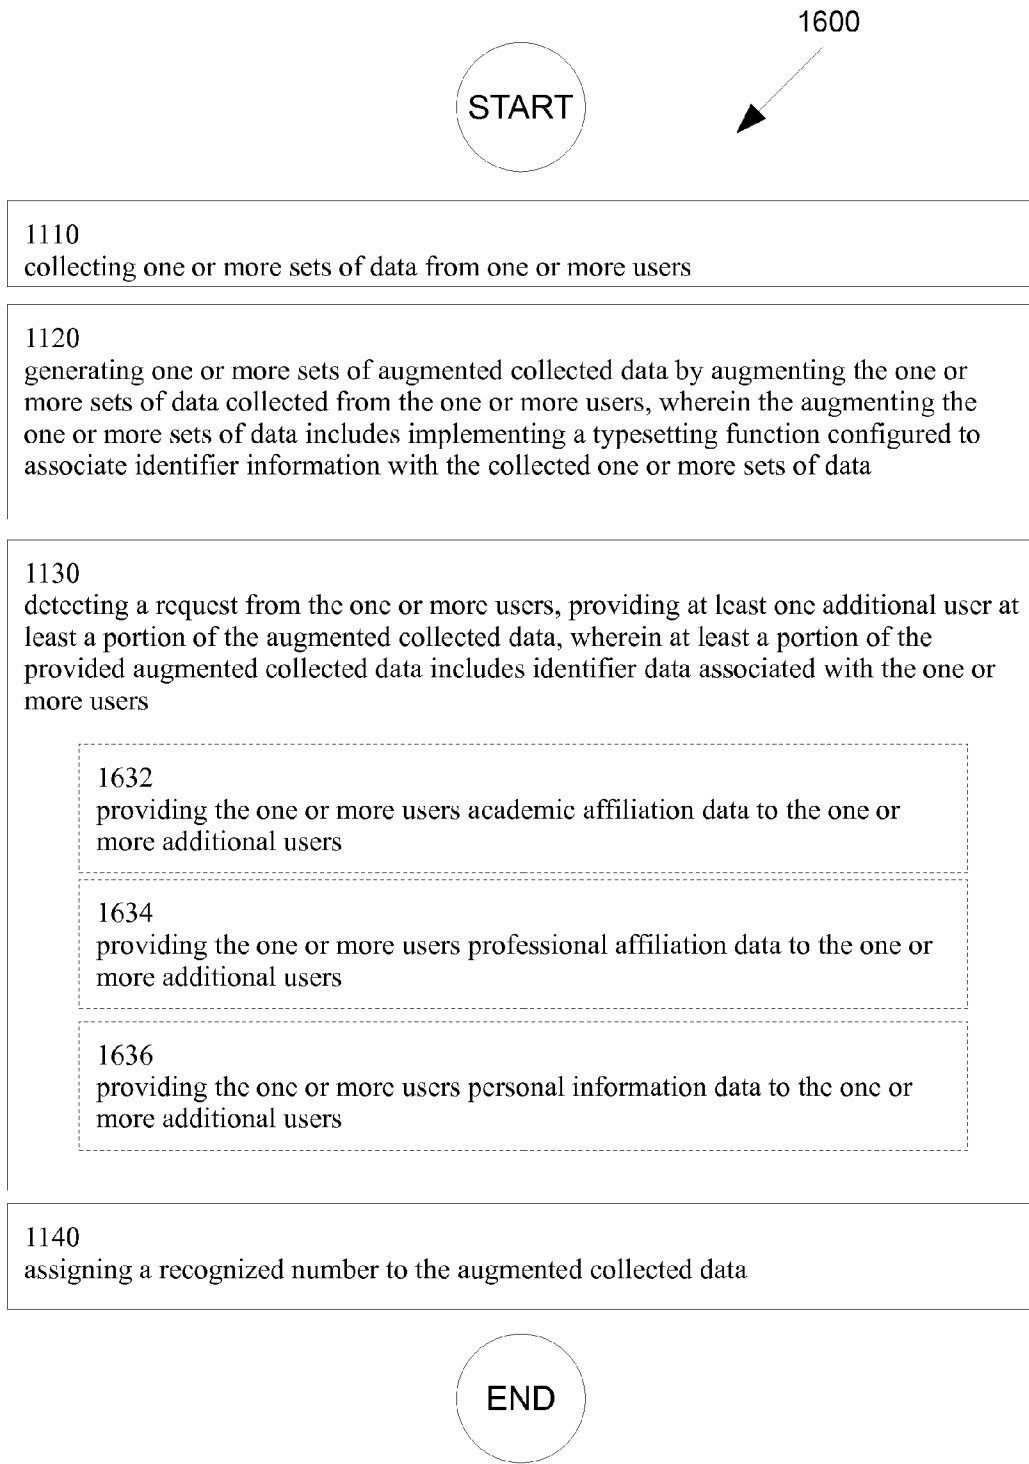 1600
START
1110
collecting one or more sets of data from one or more users
1120
generating one or more sets of augmented collected data by augmenting the one or
more sets of data collected from the one or more users, wherein the augmenting the
one or more sets of data includes implementing a typesetting function configured to
associate identifier information with the collected one or more sets of data
1130
detecting a request from the one or more users, providing at least one additional user at
least a portion of the augmented collected data, wherein at least a portion of the
provided augmented collected data includes identifier data associated with the one or
more users
1632
providing the one or more users academic affiliation data to the one or
more additional users
1634
providing the one or more users professional affiliation data to the one or
more additional users
1636
providing the one or more users personal information data to the one or
more additional users
1140
assigning a recognized number to the augmented collected data
END